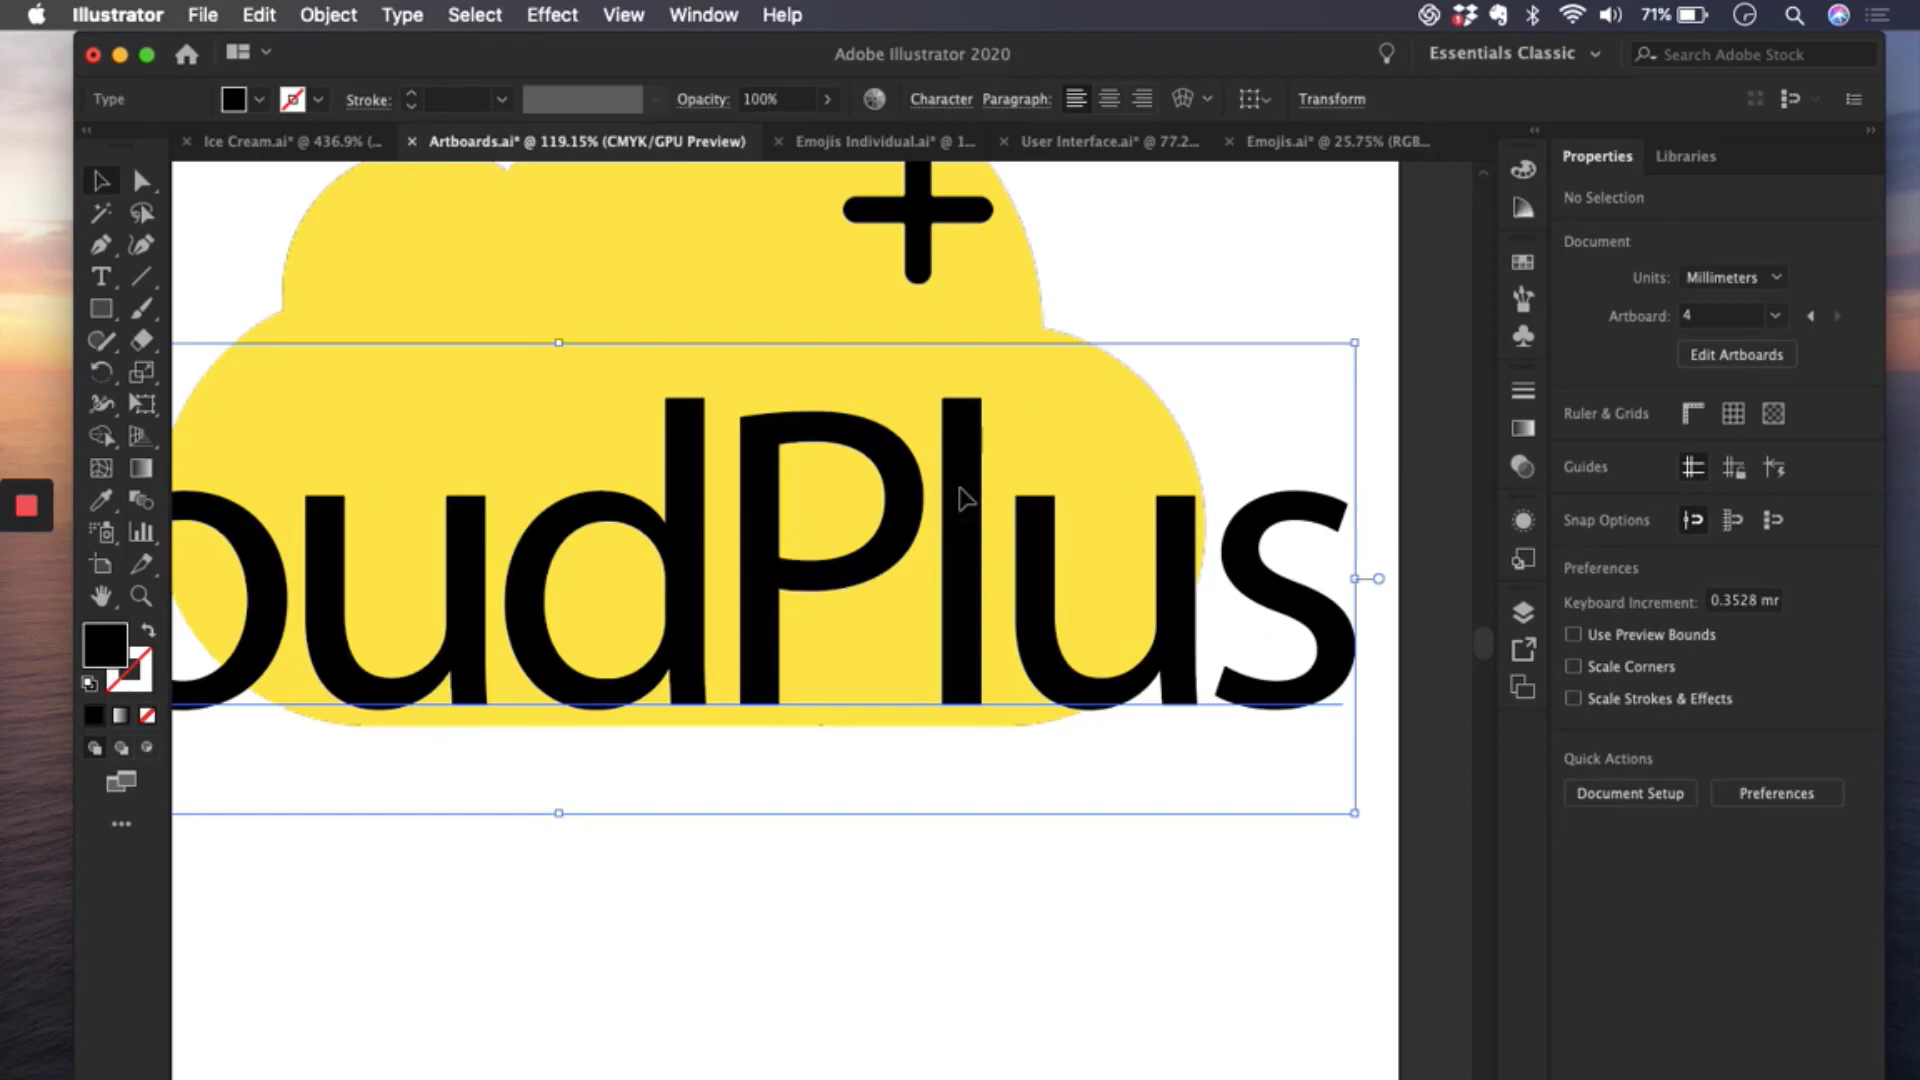 Illustrator File Edit Object Type Select Effect View Window Help 71%
Adobe Illustrator 2020 Essentials Classic Search Adobe Stock
Type Stroke: Opacity: 100% Character Paragraph: Transform
Ice Cream.ai* @ 436.9% (... Artboards.ai* @ 119.15% (CMYK/GPU Preview) Emojis Individual.ai* @ 1... User Interface.ai* @ 77.2... Emojis.ai* @ 25.75% (RGB...
Properties Libraries
No Selection
Document
Units: Millimeters
Artboard: 4
Edit Artboards
Ruler & Grids
Guides
Snap Options
Preferences
Keyboard Increment: 0.3528 mr
Use Preview Bounds
Scale Corners
Scale Strokes & Effects
Quick Actions
Document Setup Preferences
oudPlus